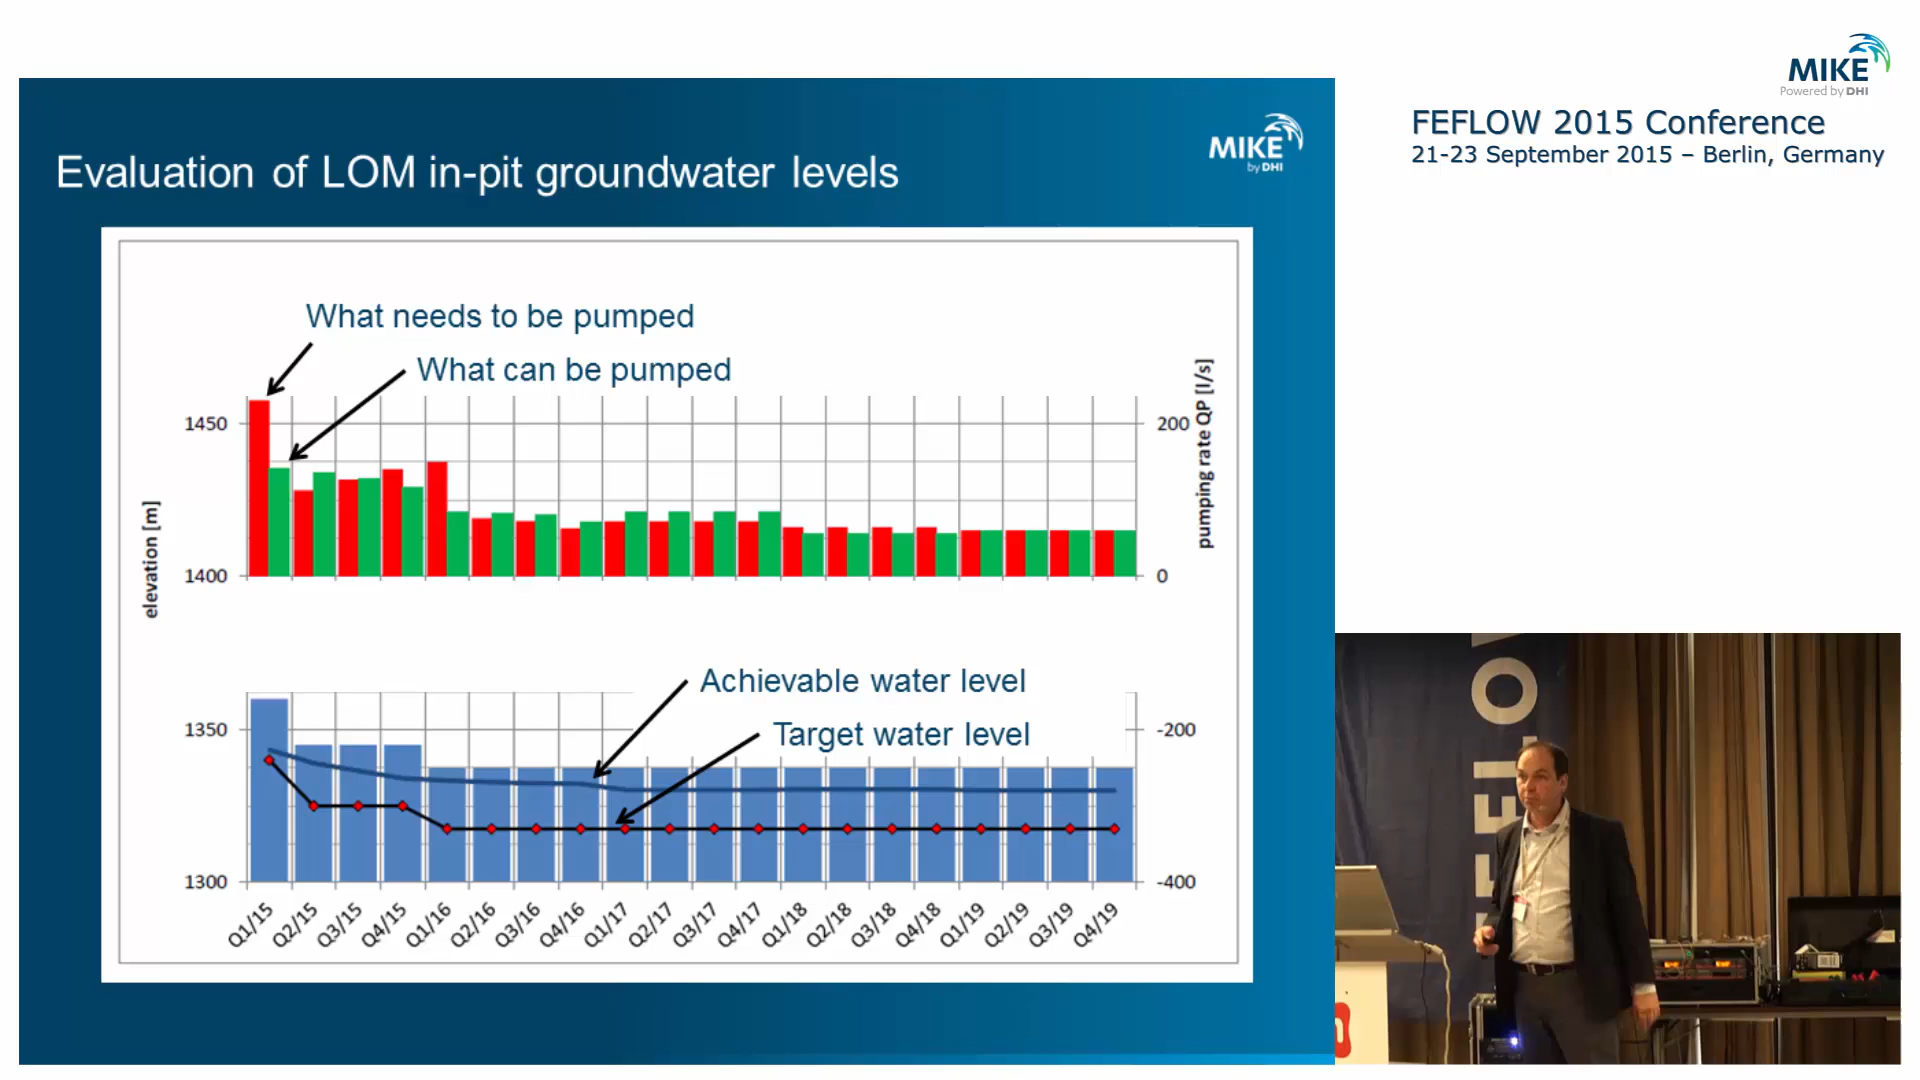 MIKE
Powered by DHI
FEFLOW 2015 Conference
21-23 September 2015 – Berlin, Germany
Evaluation of LOM in-pit groundwater levels
MIKE
by DHI
What needs to be pumped
What can be pumped
1450
1400
1350
1300
elevation [m]
200
0
-200
-400
pumping rate QP [l/s]
Achievable water level
Target water level
Q1/15
Q2/15
Q3/15
Q4/15
Q1/16
Q2/16
Q3/16
Q4/16
Q1/17
Q2/17
Q3/17
Q4/17
Q1/18
Q2/18
Q3/18
Q4/18
Q1/19
Q2/19
Q3/19
Q4/19